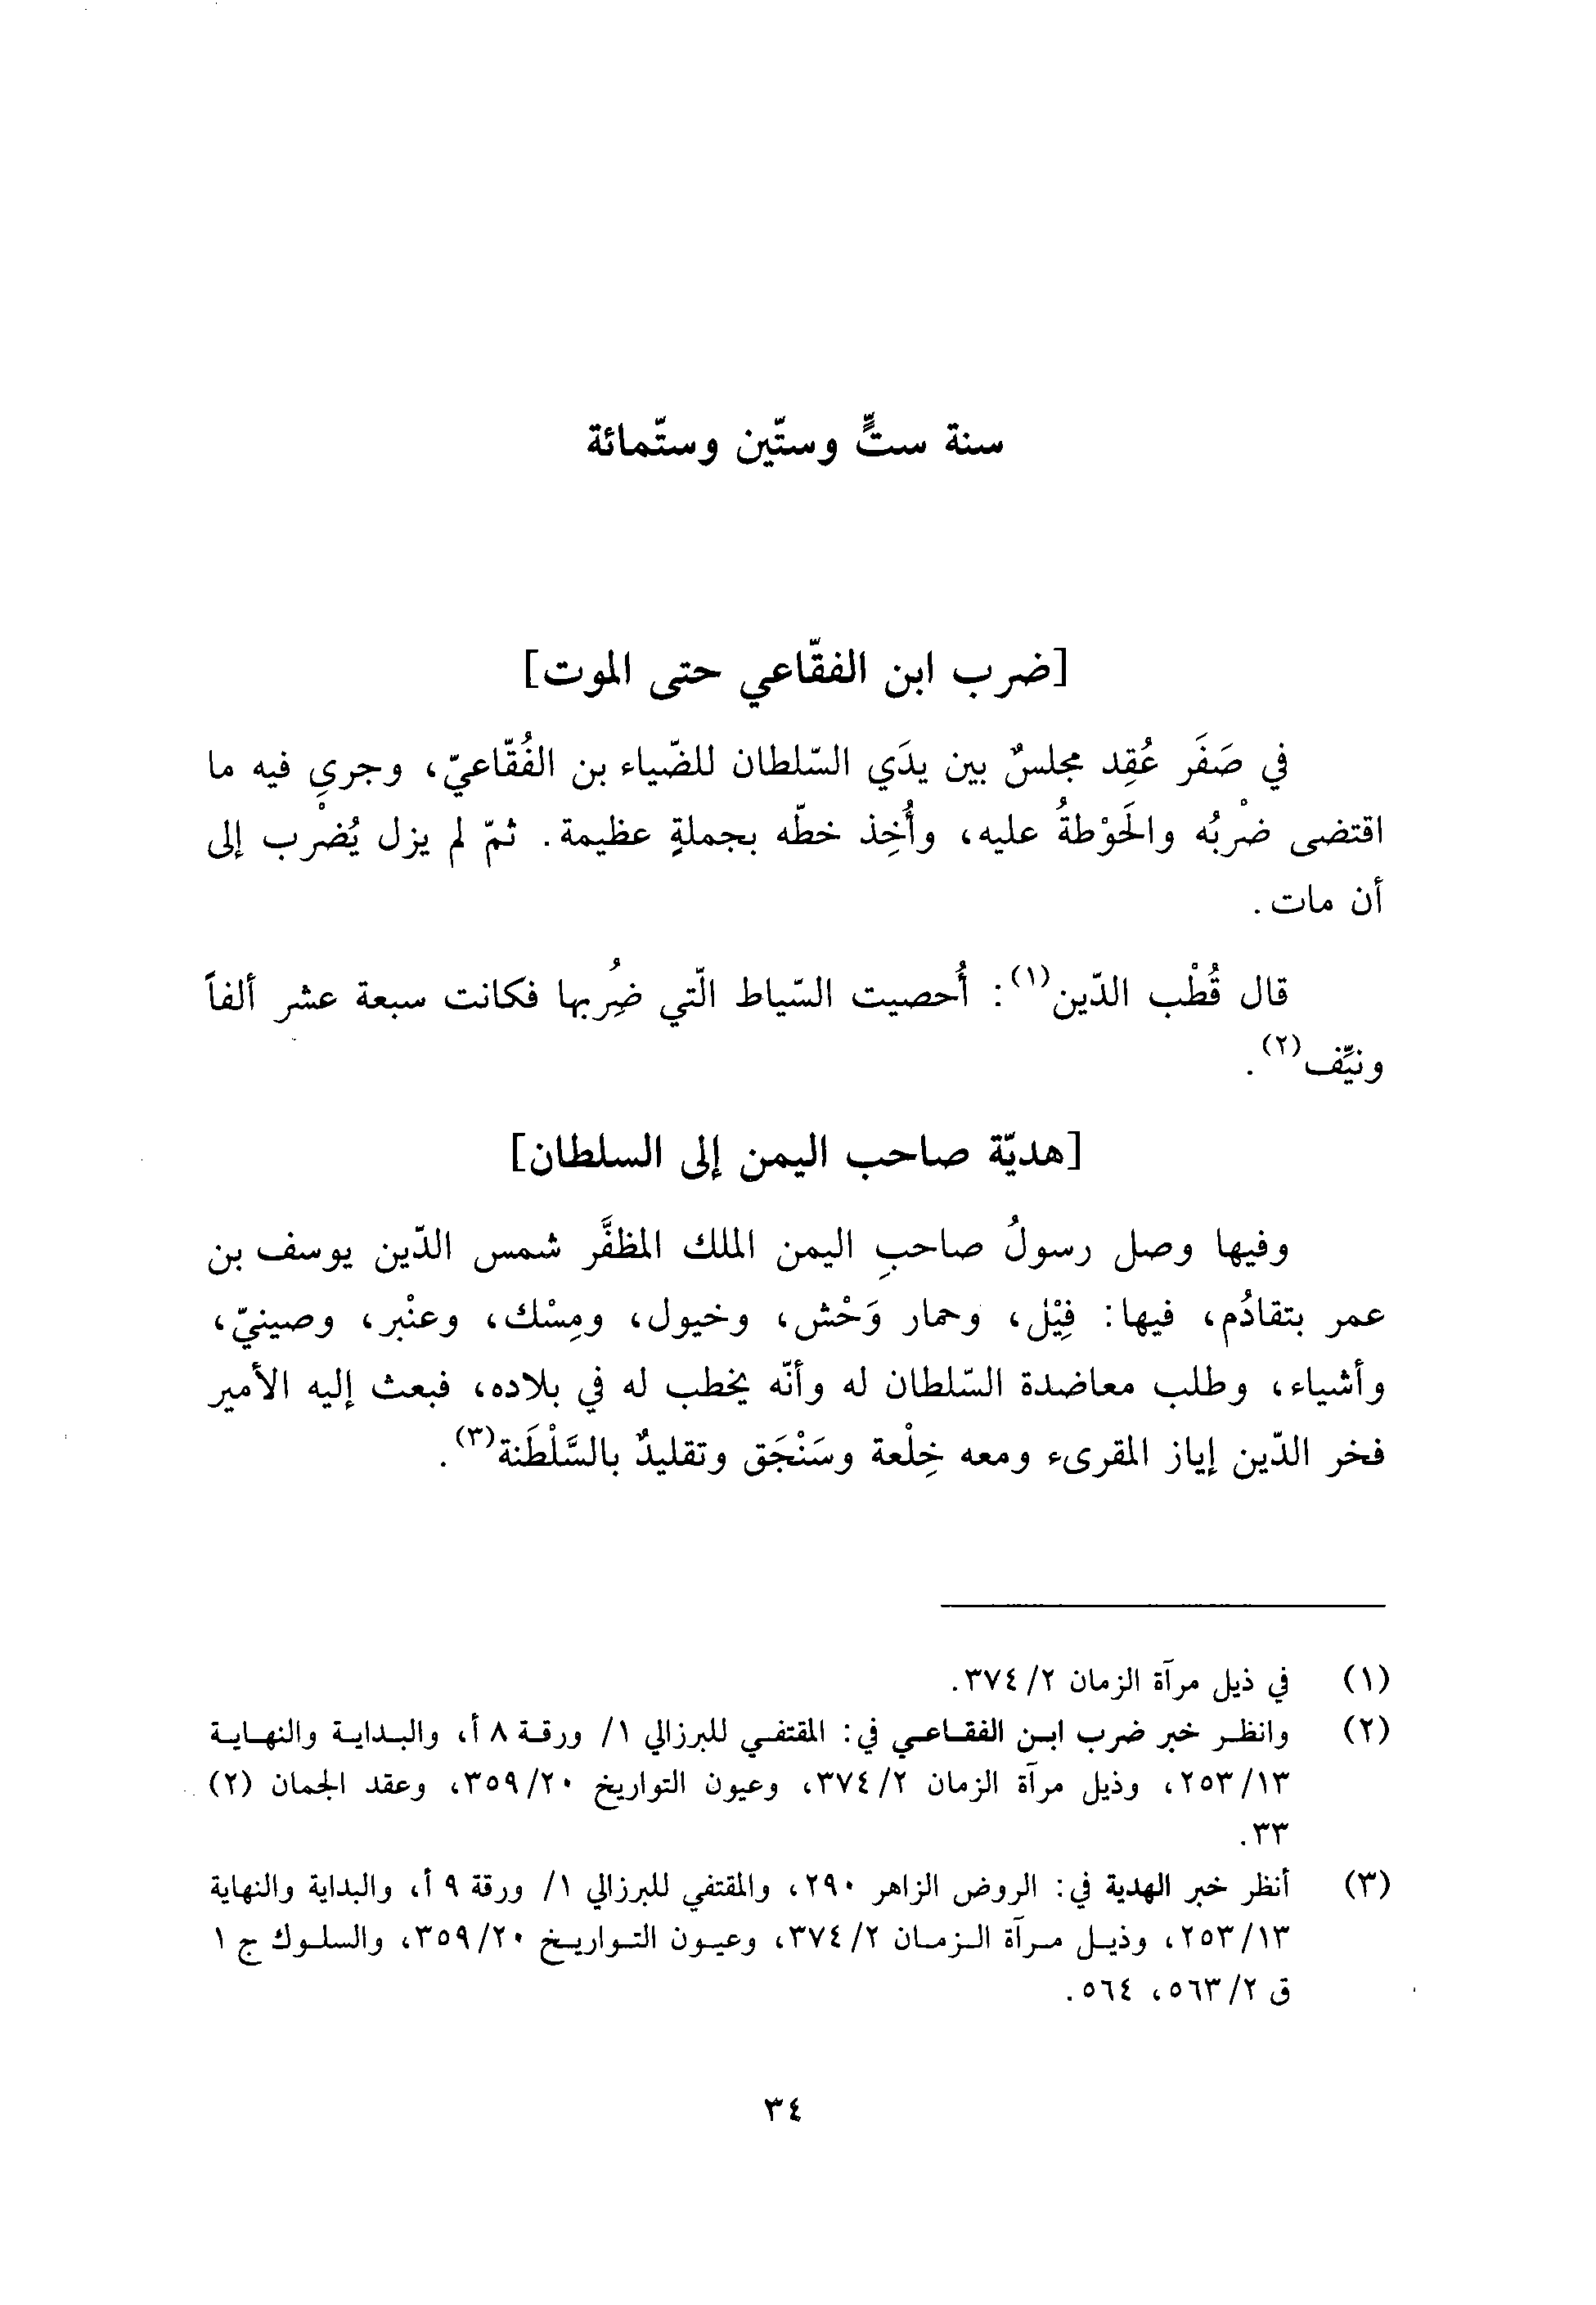 سنة ستٍّ وستّين وستّمائة
[ضرب ابن الفقّاعي حتى الموت]
في صَفَر عُقِد مجلسٌ بين يدَي السّلطان للضّياء بن الفُقّاعيّ، وجرى فيه ما
اقتضى ضرْبُه والحَوْطةُ عليه، وأُخِذ خطّه بجملةٍ عظيمة. ثمّ لم يزل يُضرْب إلى
أن مات.
قال قُطْب الدّين(١): أُحصيت السّياط الّتي ضُرِبها فكانت سبعة عشر ألفاً
ونيّف(٢).
[هديّة صاحب اليمن إلى السلطان]
وفيها وصل رسولُ صاحبِ اليمن الملك المظفَّر شمس الدّين يوسف بن
عمر بتقادُم، فيها: فِيْل، وحمار وَحْش، وخيول، ومِسْك، وعنْبر، وصينيّ،
وأشياء، وطلب معاضدة السّلطان له وأنّه يخطب له في بلاده، فبعث إليه الأمير
فخر الدّين إياز المقرىء ومعه خِلْعة وسَنْجَق وتقليدٌ بالسَّلْطَنة(٣).
(١) في ذيل مرآة الزمان ٢/ ٣٧٤.
(٢) وانظر خبر ضرب ابن الفقاعي في: المقتفي للبرزالي ١/ ورقة ٨ أ، والبداية والنهاية
١٣/ ٢٥٣، وذيل مرآة الزمان ٢/ ٣٧٤، وعيون التواريخ ٢٠/ ٣٥٩، وعقد الجمان (٢)
٣٣.
(٣) أنظر خبر الهدية في: الروض الزاهر ٢٩٠، والمقتفي للبرزالي ١/ ورقة ٩ أ، والبداية والنهاية
١٣/ ٢٥٣، وذيل مرآة الزمان ٢/ ٣٧٤، وعيون التواريخ ٢٠/ ٣٥٩، والسلوك ج ١
ق ٢/ ٥٦٣، ٥٦٤.
٣٤